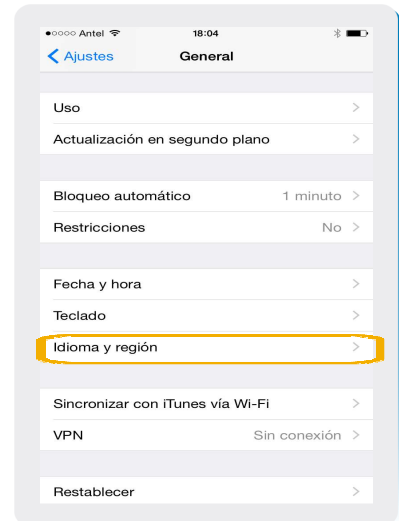 Antel 18:04
Ajustes General
Uso
Actualización en segundo plano
Bloqueo automático 1 minuto
Restricciones No
Fecha y hora
Teclado
Idioma y región
Sincronizar con iTunes vía Wi-Fi
VPN Sin conexión
Restablecer